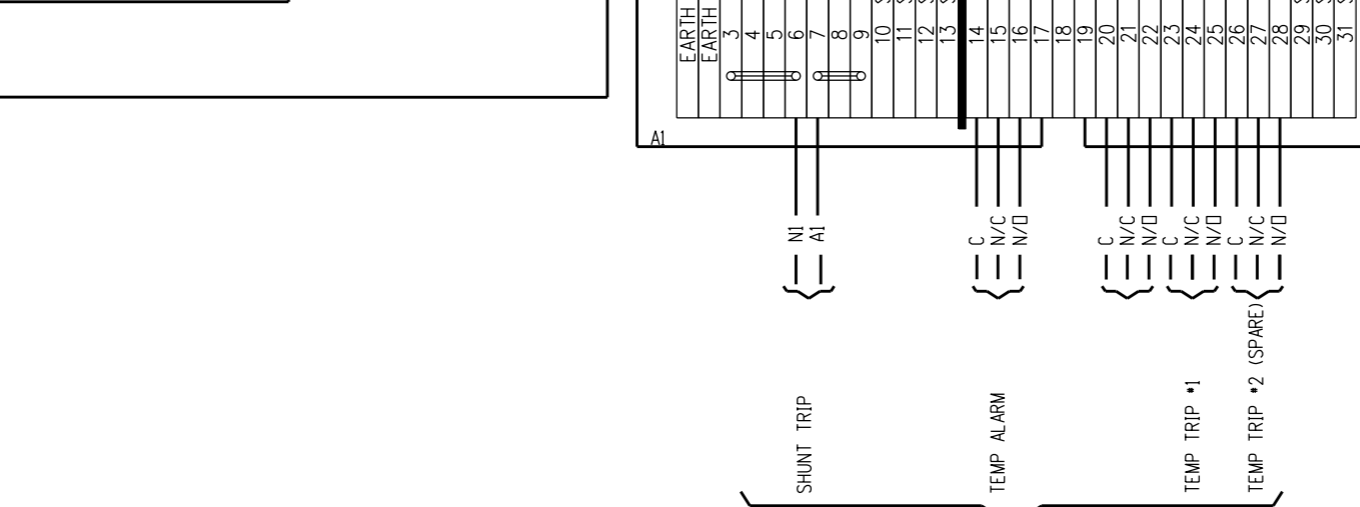 EARTH
EARTH
3
4
5
6
7
8
9
10
11
12
13
14
15
16
17
18
19
20
21
22
23
24
25
26
27
28
29
30
31
A1
N1
A1
C
N/C
N/O
C
N/C
N/O
C
N/C
N/O
C
N/C
N/O
SHUNT TRIP
TEMP ALARM
TEMP TRIP #1
TEMP TRIP #2 (SPARE)